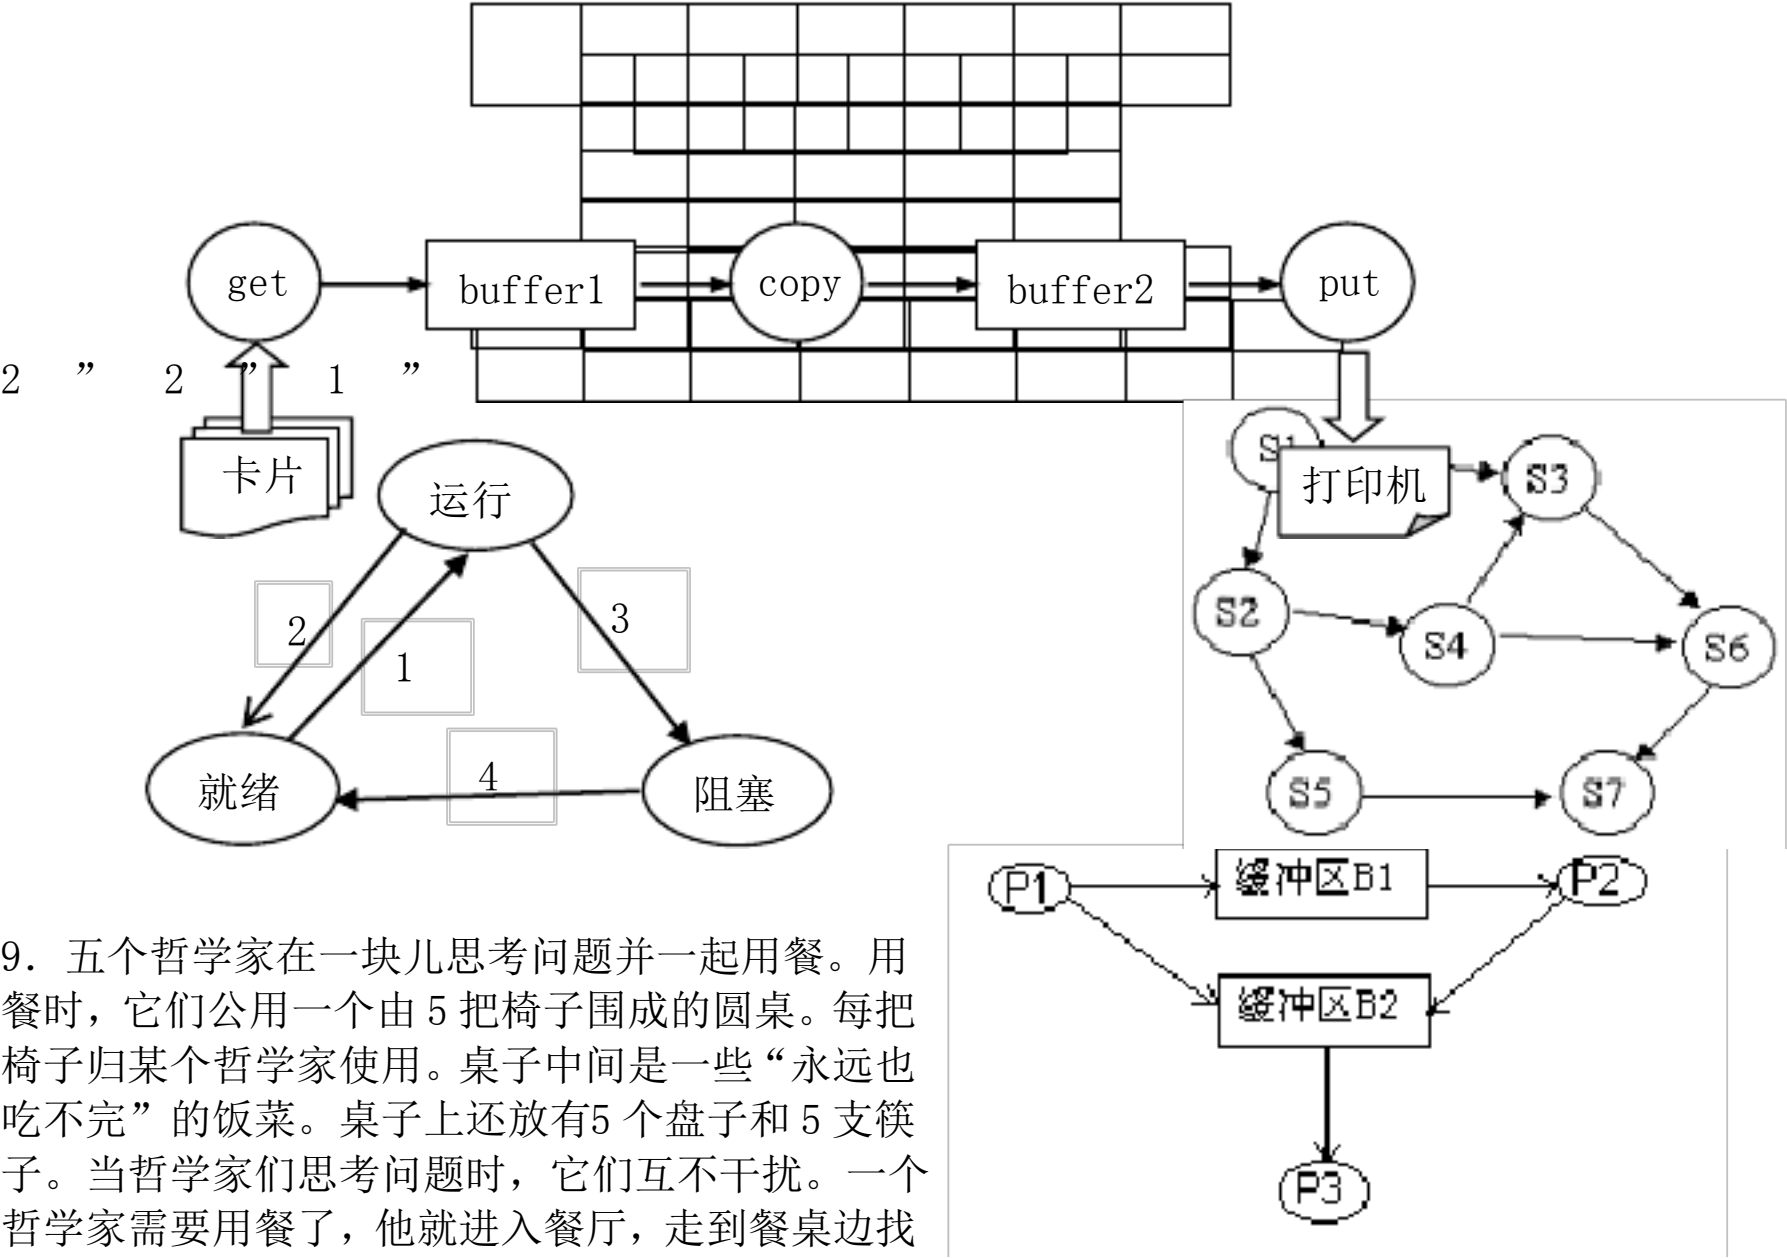 get
buffer1
copy
buffer2
put
2 ” 2 ” 1 ”
卡片
运行
2
1
3
就绪
4
阻塞
打印机
S3
S2
S4
S6
S5
S7
P1
缓冲区B1
P2
缓冲区B2
P3
9. 五个哲学家在一块儿思考问题并一起用餐。用
餐时，它们公用一个由5把椅子围成的圆桌。每把
椅子归某个哲学家使用。桌子中间是一些“永远也
吃不完”的饭菜。桌子上还放有5个盘子和5支筷
子。当哲学家们思考问题时，它们互不干扰。一个
哲学家需要用餐了，他就进入餐厅，走到餐桌边找